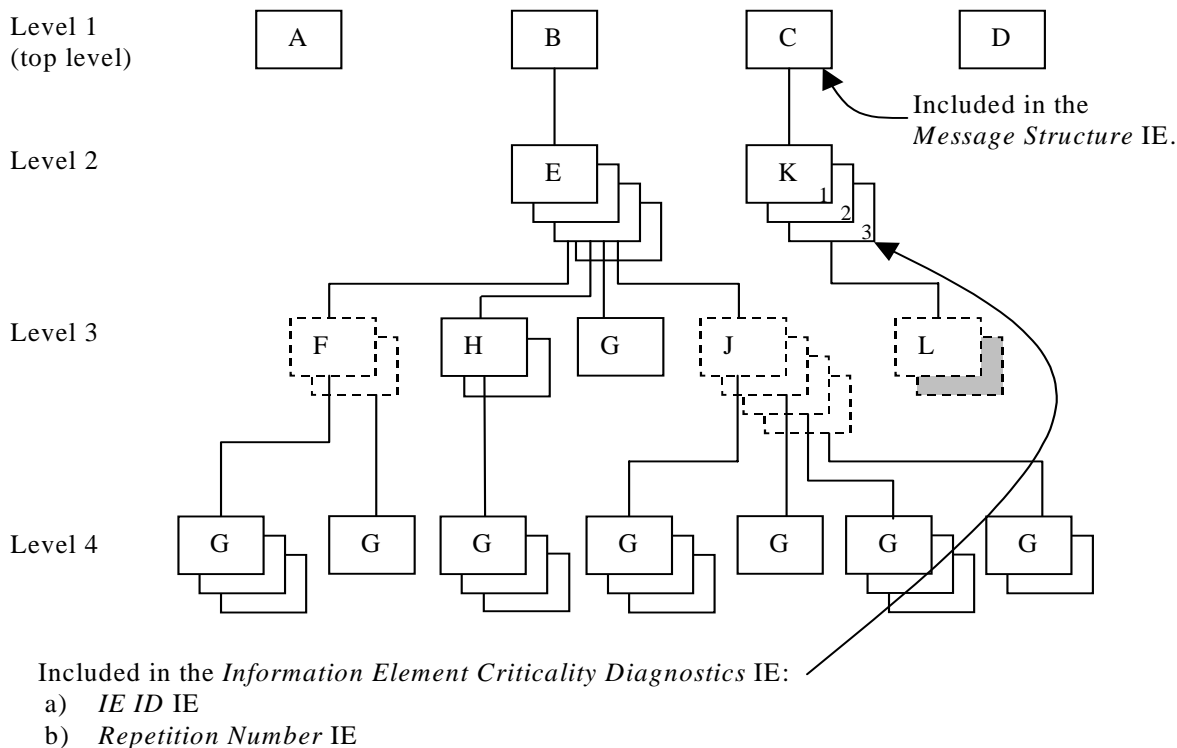 Level 1
(top level)
A
B
C
D
Included in the
Message Structure IE.
Level 2
E
K
1
2
3
Level 3
F
H
G
J
L
Level 4
G
G
G
G
G
G
G
Included in the Information Element Criticality Diagnostics IE:
a) IE ID IE
b) Repetition Number IE